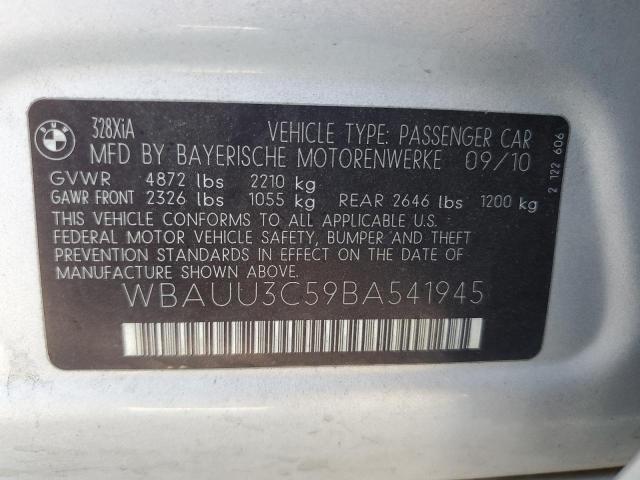 BMW
328XiA
VEHICLE TYPE: PASSENGER CAR
MFD BY BAYERISCHE MOTORENWERKE 09/10
GVWR 4872 lbs 2210 kg
GAWR FRONT 2326 lbs 1055 kg REAR 2646 lbs 1200 kg
THIS VEHICLE CONFORMS TO ALL APPLICABLE U.S.
FEDERAL MOTOR VEHICLE SAFETY, BUMPER AND THEFT
PREVENTION STANDARDS IN EFFECT ON THE DATE OF
MANUFACTURE SHOWN ABOVE.
WBAUU3C59BA541945
2 122 606